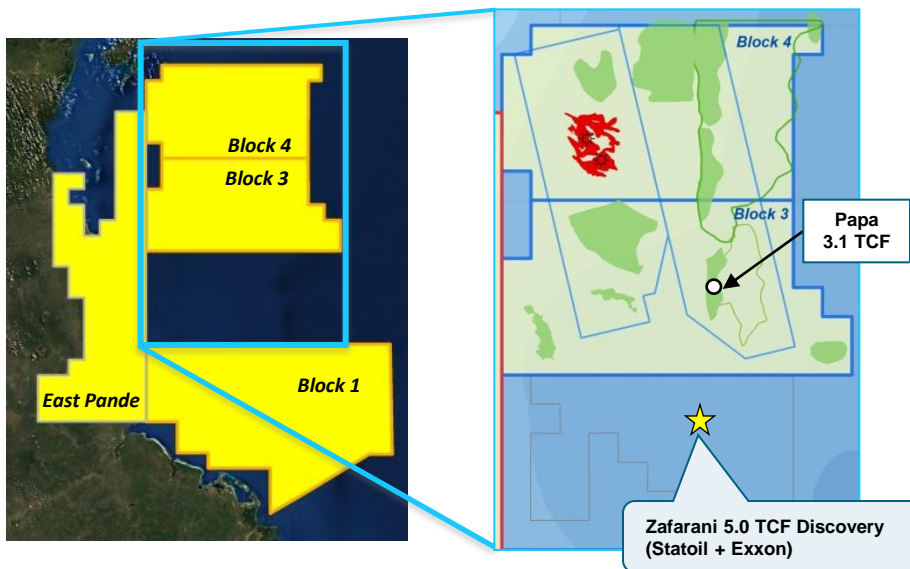 Block 4
Block 3
Block 1
East Pande
Block 4
Block 3
Papa
3.1 TCF
Zafarani 5.0 TCF Discovery
(Statoil + Exxon)